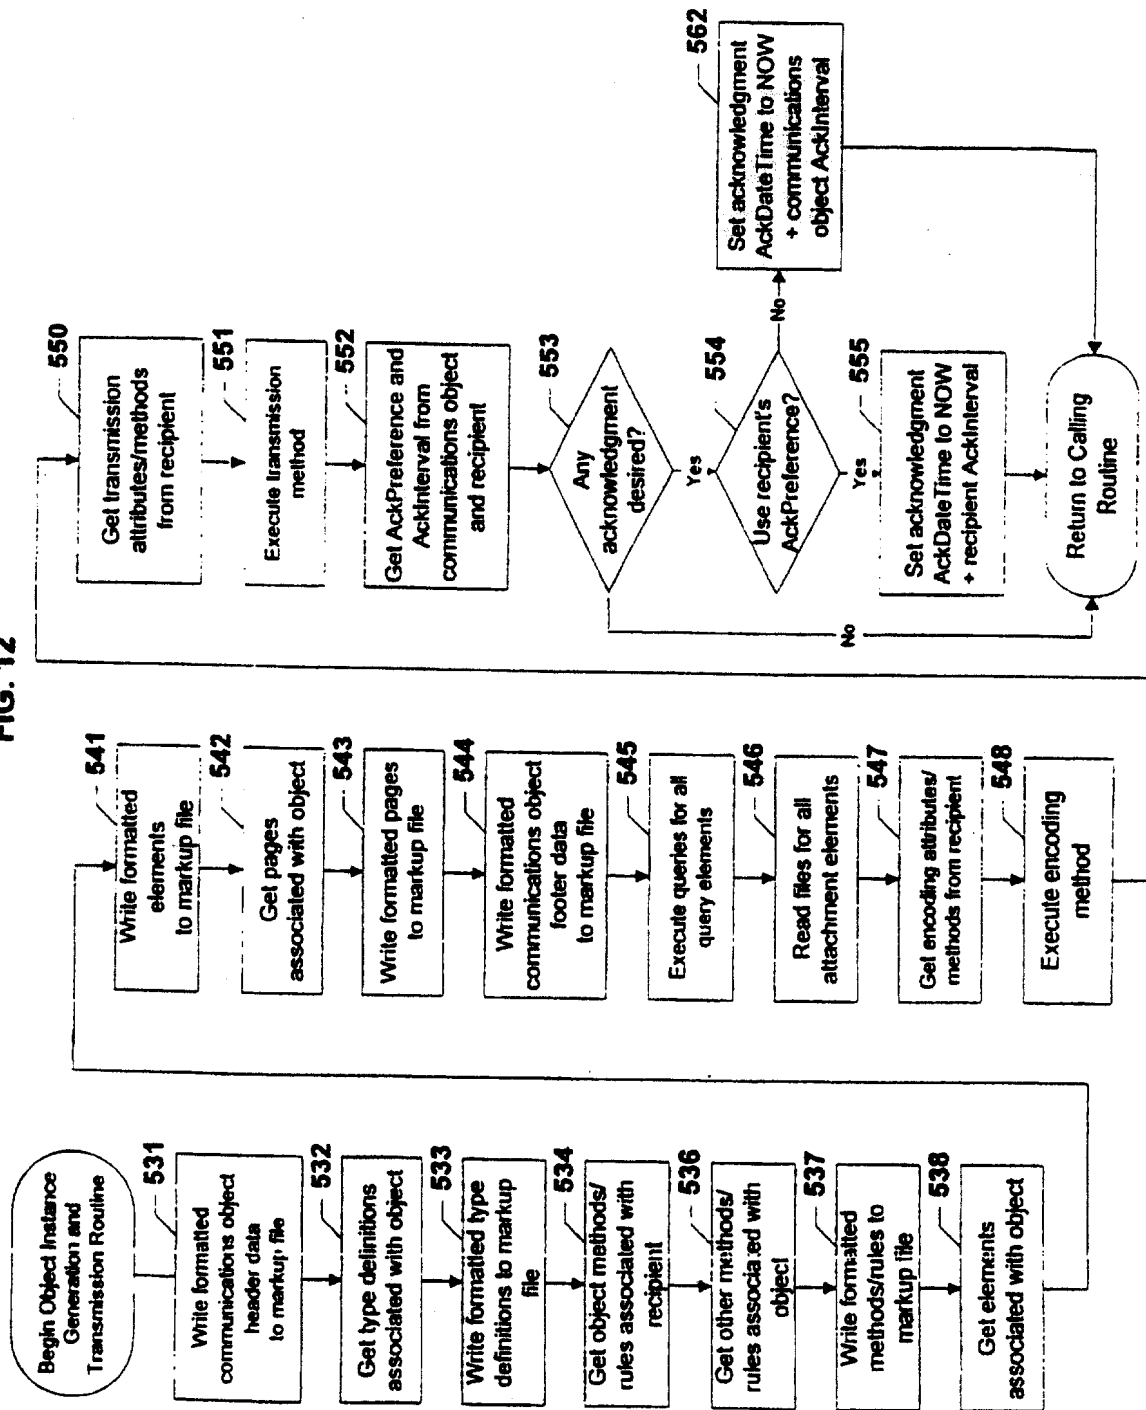 FIG. 12
Begin Object Instance
Generation and
Transmission Routine
531
Write formatted
communications object
header data
to markup file
532
Get type definitions
associated with object
533
Write formatted type
definitions to markup
file
534
Get object methods/
rules associated with
recipient
536
Get other methods/
rules associated with
object
537
Write formatted
methods/rules to
markup file
538
Get elements
associated with object
541
Write formatted
elements
to markup file
542
Get pages
associated with object
543
Write formatted pages
to markup file
544
Write formatted
communications object
footer data
to markup file
545
Execute queries for all
query elements
546
Read files for all
attachment elements
547
Get encoding attributes/
methods from recipient
548
Execute encoding
method
550
Get transmission
attributes/methods
from recipient
551
Execute transmission
method
552
Get AckPreference and
AckInterval from
communications object
and recipient
553
Any
acknowledgment
desired?
Yes
No
554
Use recipient's
AckPreference?
No
Yes
555
Set acknowledgment
AckDateTime to NOW
+ recipient AckInterval
562
Set acknowledgment
AckDateTime to NOW
+ communications
object AckInterval
Return to Calling
Routine